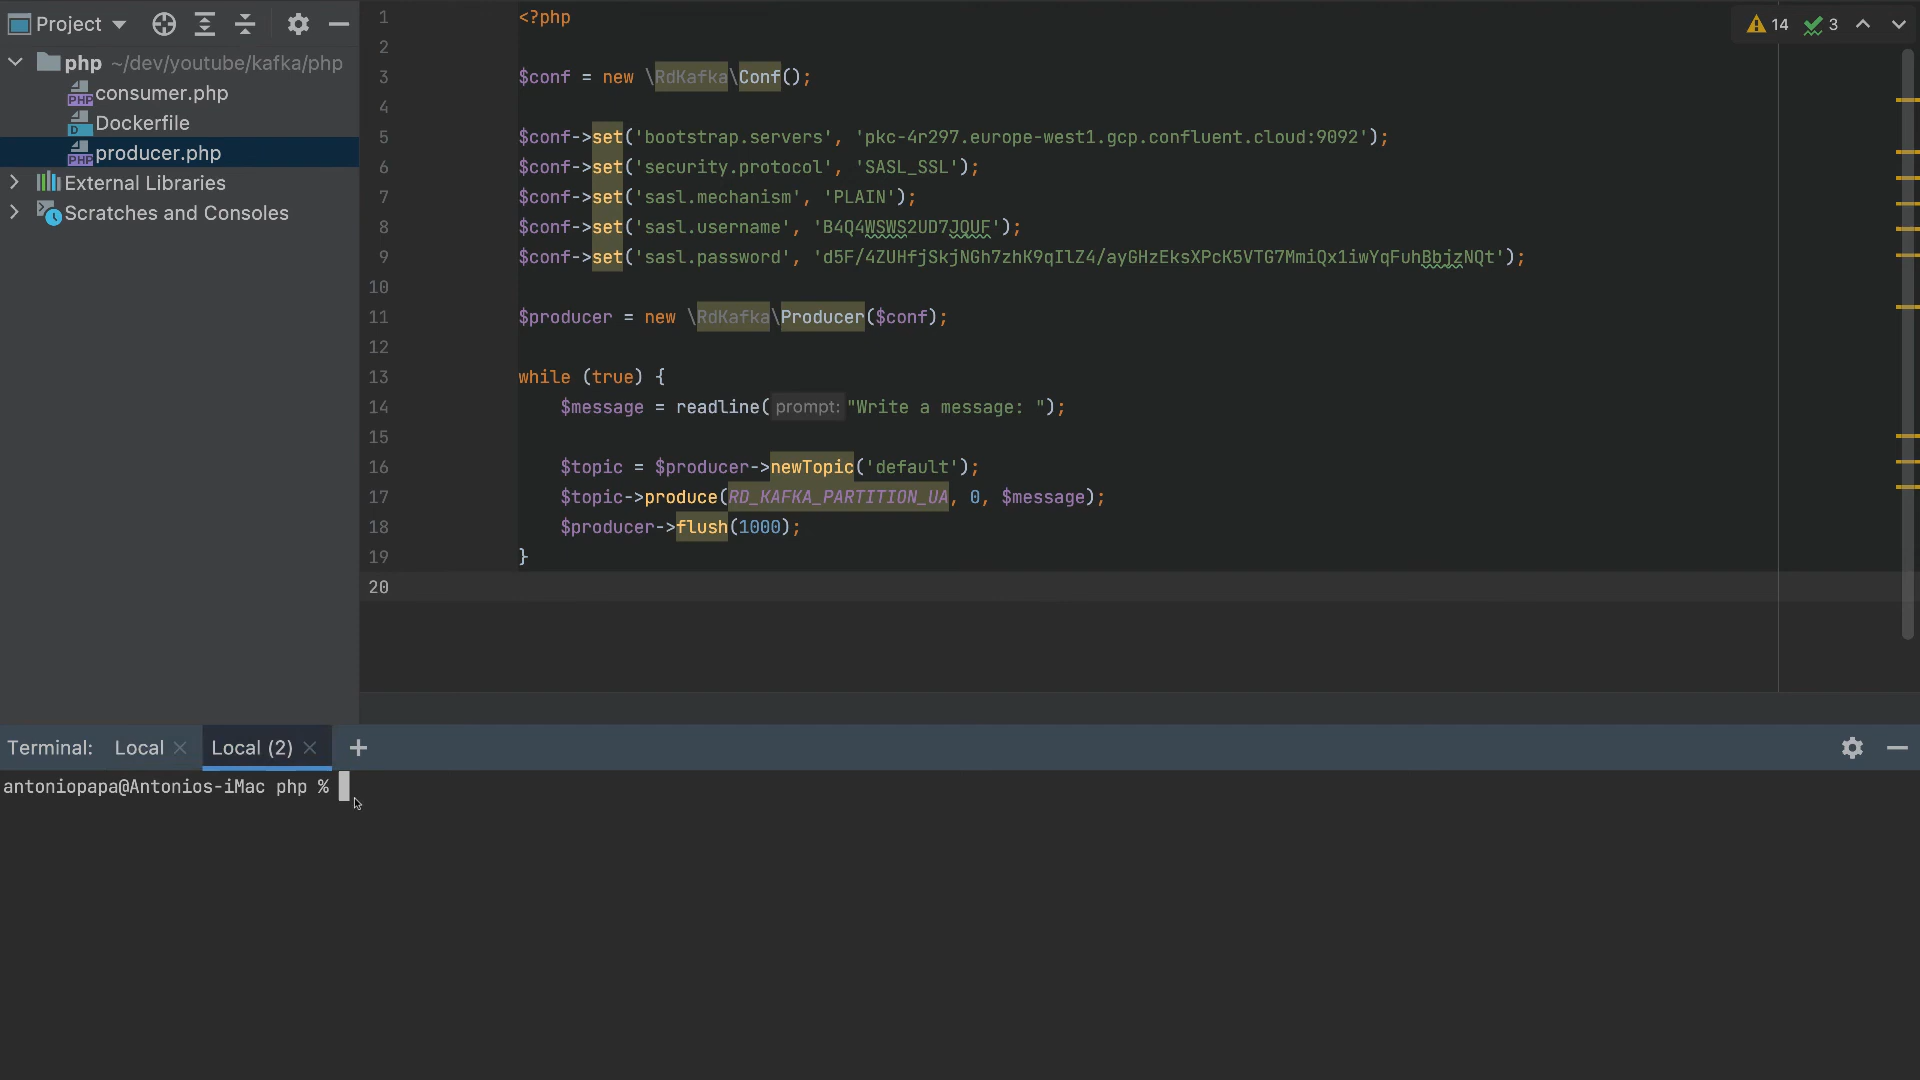 Project
php ~/dev/youtube/kafka/php
consumer.php
Dockerfile
producer.php
External Libraries
Scratches and Consoles
14 3
1 <?php
2
3 $conf = new \RdKafka\Conf();
4
5 $conf->set('bootstrap.servers', 'pkc-4r297.europe-west1.gcp.confluent.cloud:9092');
6 $conf->set('security.protocol', 'SASL_SSL');
7 $conf->set('sasl.mechanism', 'PLAIN');
8 $conf->set('sasl.username', 'B4Q4WSWS2UD7JQUF');
9 $conf->set('sasl.password', 'd5F/4ZUHfjSkjNGh7zhK9qIlZ4/ayGHzEksXPcK5VTG7MmiQx1iwYqFuhBbjzNQt');
10
11 $producer = new \RdKafka\Producer($conf);
12
13 while (true) {
14 $message = readline( prompt: "Write a message: ");
15
16 $topic = $producer->newTopic('default');
17 $topic->produce(RD_KAFKA_PARTITION_UA, 0, $message);
18 $producer->flush(1000);
19 }
20
Terminal: Local Local (2)
antoniopapa@Antonios-iMac php %